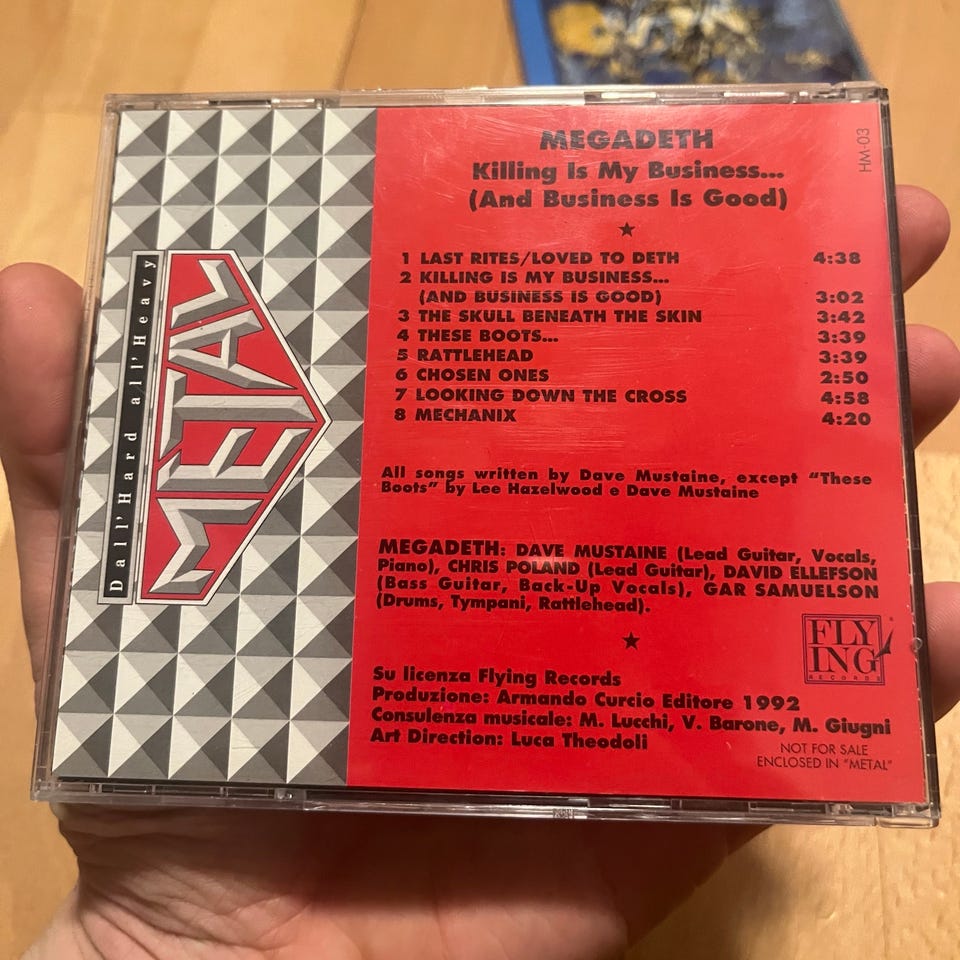 MEGADETH
Killing Is My Business...
(And Business Is Good)
HM-03
1 LAST RITES/LOVED TO DETH 4:38
2 KILLING IS MY BUSINESS...
(AND BUSINESS IS GOOD) 3:02
3 THE SKULL BENEATH THE SKIN 3:42
4 THESE BOOTS... 3:39
5 RATTLEHEAD 3:39
6 CHOSEN ONES 2:50
7 LOOKING DOWN THE CROSS 4:58
8 MECHANIX 4:20
All songs written by Dave Mustaine, except "These
Boots" by Lee Hazelwood e Dave Mustaine
MEGADETH: DAVE MUSTAINE (Lead Guitar, Vocals,
Piano), CHRIS POLAND (Lead Guitar), DAVID ELLEFSON
(Bass Guitar, Back-Up Vocals), GAR SAMUELSON
(Drums, Tympani, Rattlehead).
FLY
ING
RECORDS
Su licenza Flying Records
Produzione: Armando Curcio Editore 1992
Consulenza musicale: M. Lucchi, V. Barone, M. Giugni
Art Direction: Luca Theodoli
NOT FOR SALE
ENCLOSED IN "METAL"
Dall'Hard all'Heavy
METAL